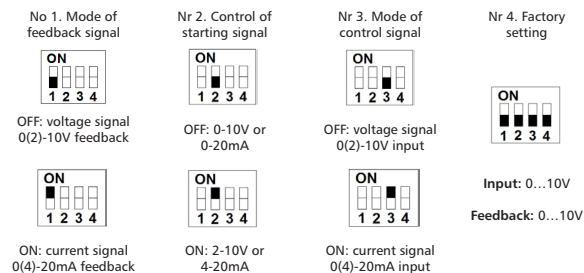 No 1. Mode of
feedback signal
ON
1 2 3 4
OFF: voltage signal
0(2)-10V feedback
ON
1 2 3 4
ON: current signal
0(4)-20mA feedback
Nr 2. Control of
starting signal
ON
1 2 3 4
OFF: 0-10V or
0-20mA
ON
1 2 3 4
ON: 2-10V or
4-20mA
Nr 3. Mode of
control signal
ON
1 2 3 4
OFF: voltage signal
0(2)-10V input
ON
1 2 3 4
ON: current signal
0(4)-20mA input
Nr 4. Factory
setting
ON
1 2 3 4
Input: 0…10V
Feedback: 0…10V